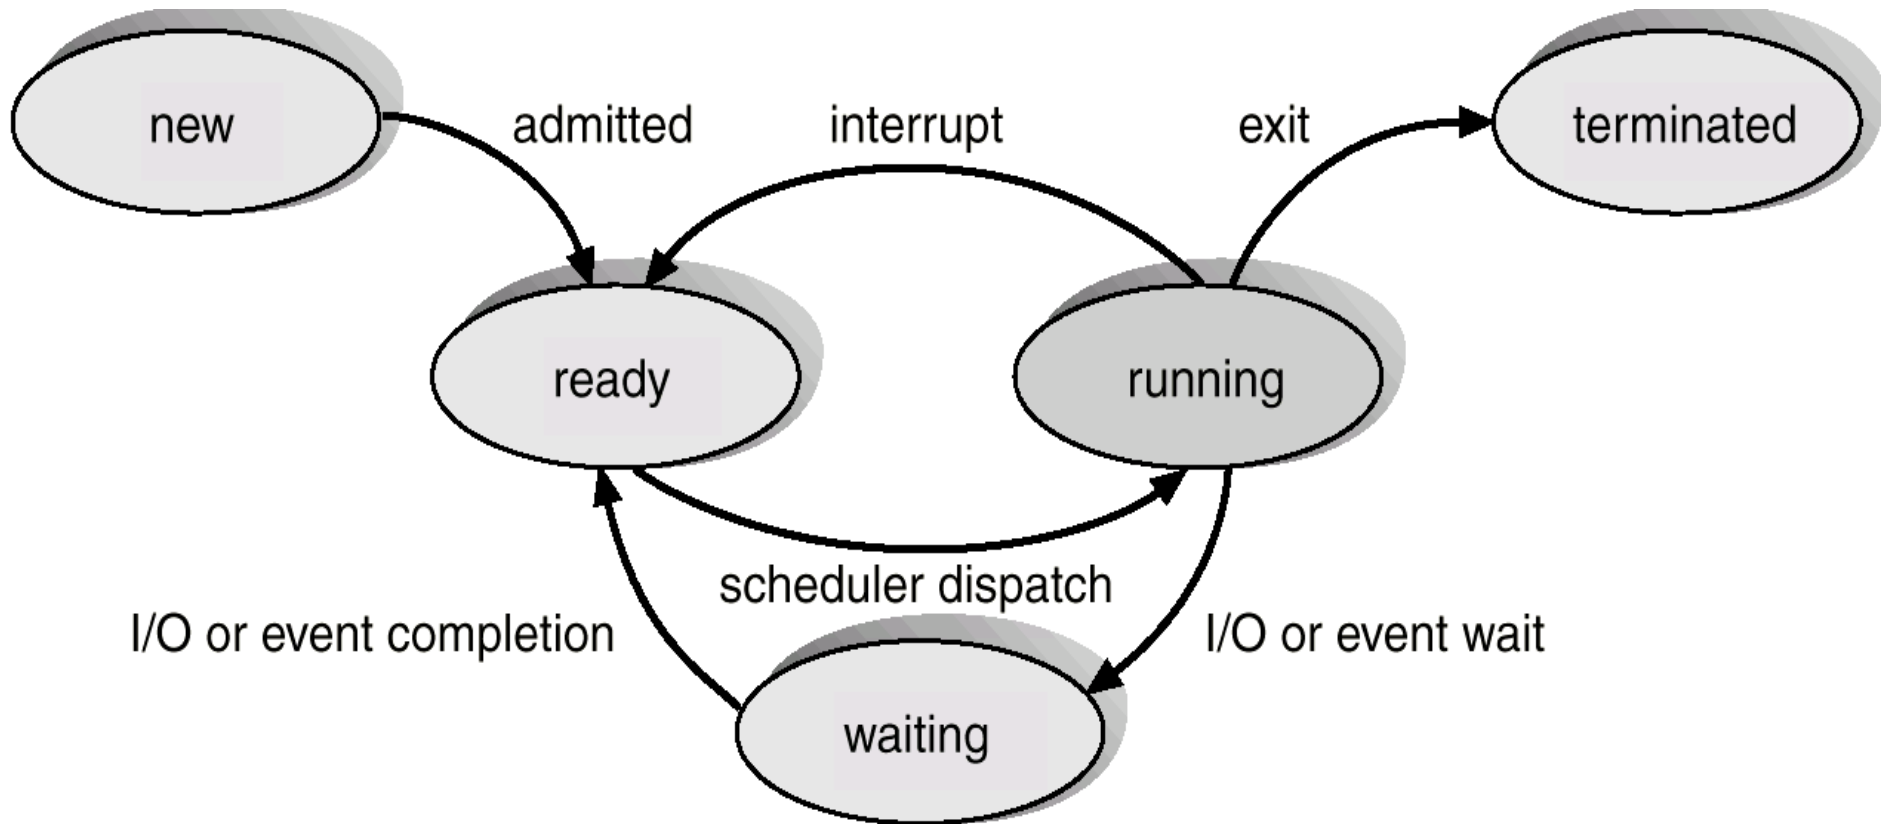 new
admitted
interrupt
exit
terminated
ready
running
scheduler dispatch
I/O or event completion
I/O or event wait
waiting